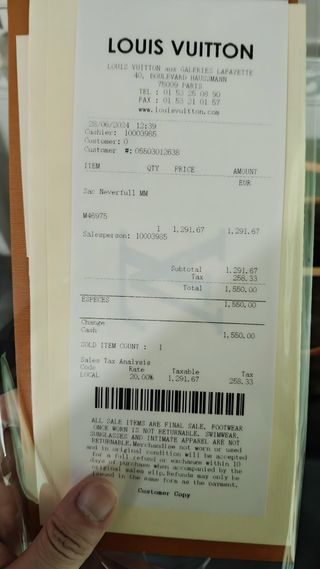 LOUIS VUITTON
LOUIS VUITTON aux GALERIES LAFAYETTE
40, BOULEVARD HAUSSMANN
75009 PARIS
TEL : 01 53 25 08 90
FAX : 01 53 21 01 57
www.louisvuitton.com
28/06/2024 12:39
Cashier: 10003985
Customer: 0
Customer #: 05503012638
ITEM QTY PRICE AMOUNT
EUR
Sac Neverfull MM
M46975
1 1,291.67 1,291.67
Salesperson: 10003985
Subtotal 1,291.67
Tax 258.33
Total 1,550.00
ESPECES 1,550.00
Change
Cash 1,550.00
SOLD ITEM COUNT : 1
Sales Tax Analysis
Code Rate Taxable Tax
LOCAL 20.00% 1,291.67 258.33
ALL SALE ITEMS ARE FINAL SALE. FOOTWEAR
ONCE WORN IS NOT RETURNABLE. SWIMWEAR,
SUNGLASSES AND INTIMATE APPAREL ARE NOT
RETURNABLE.Merchandise not worn or used
and in original condition will be accepted
for a full refund or exchange within 10
days of purchase when accompanied by the
original sales slip.Refunds may only be
issued in the same form as the payment.
Customer Copy